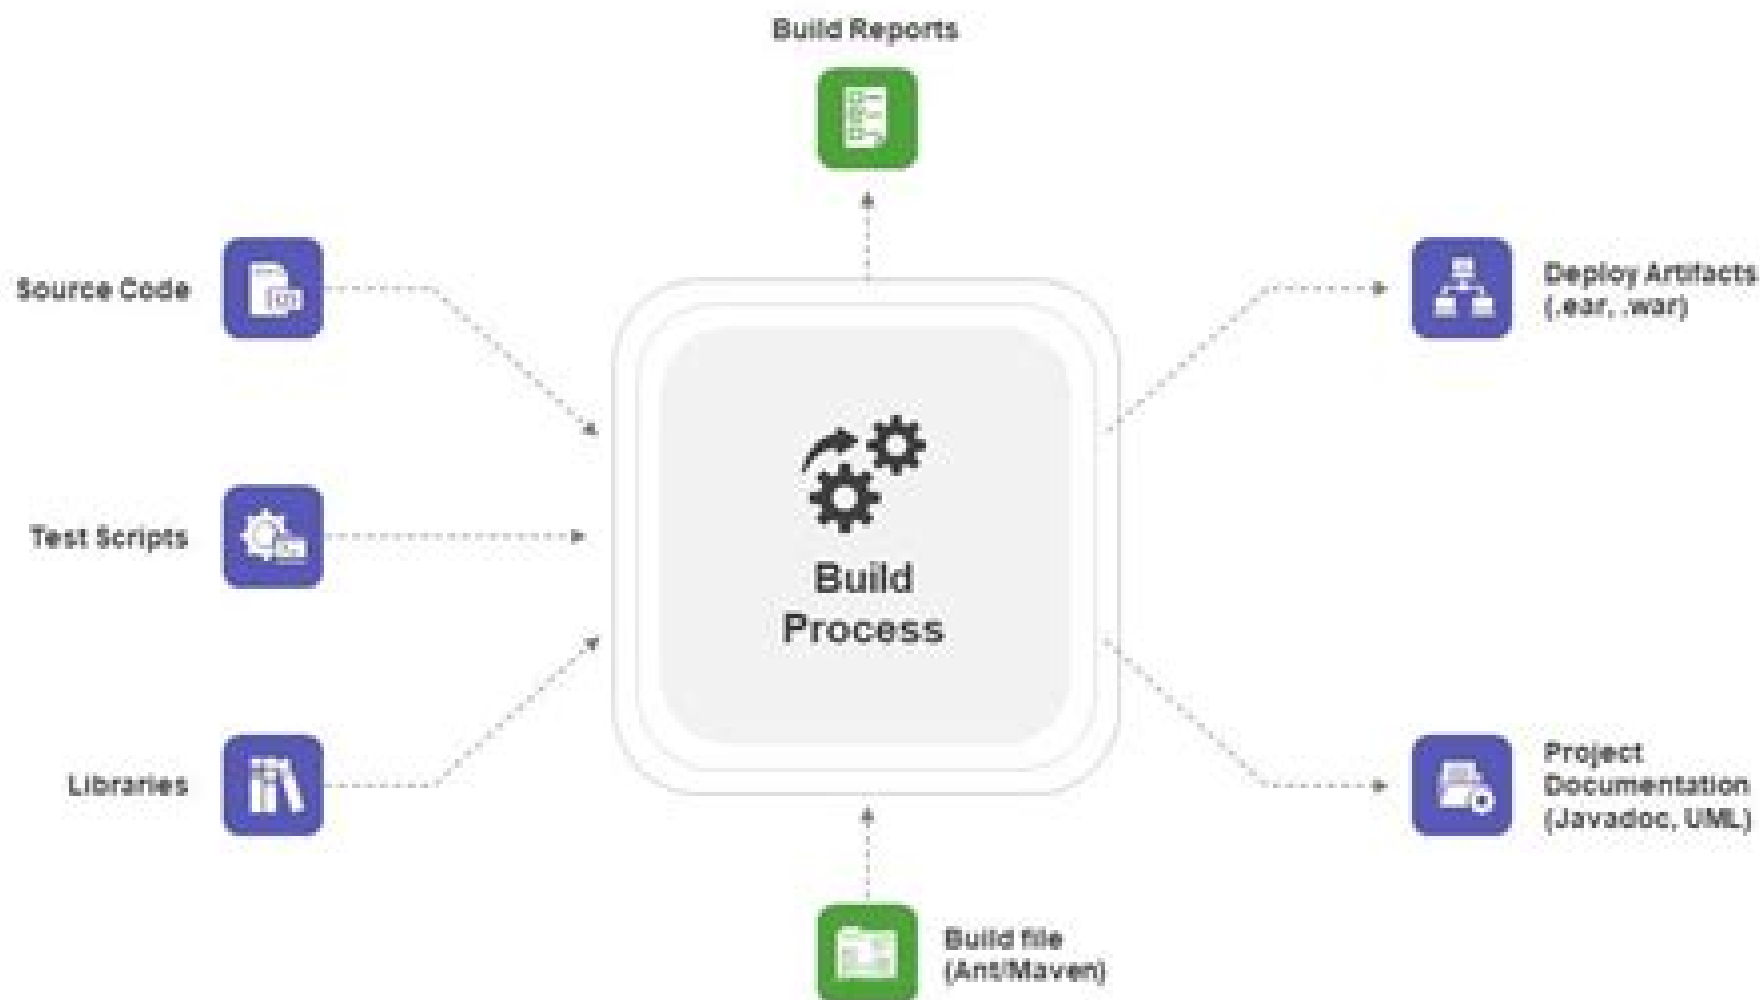 Build Reports
Source Code
Deploy Artifacts
(.ear, .war)
Test Scripts
Build
Process
Libraries
Project
Documentation
(Javadoc, UML)
Build file
(Ant/Maven)